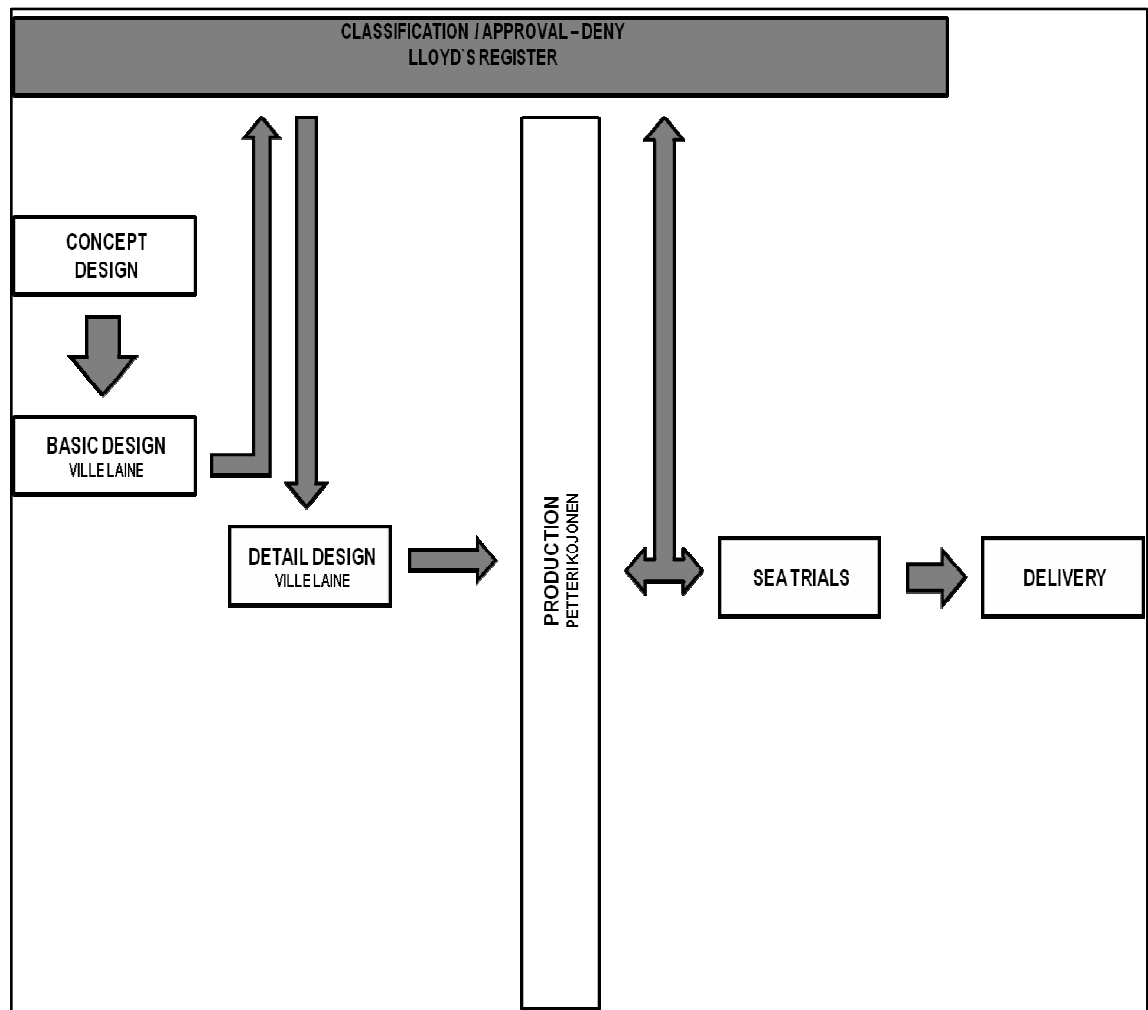 CLASSIFICATION / APPROVAL – DENY
LLOYD`S REGISTER
CONCEPT
DESIGN
BASIC DESIGN
VILLE LAINE
DETAIL DESIGN
VILLE LAINE
PRODUCTION
PETTERI KOJONEN
SEA TRIALS
DELIVERY